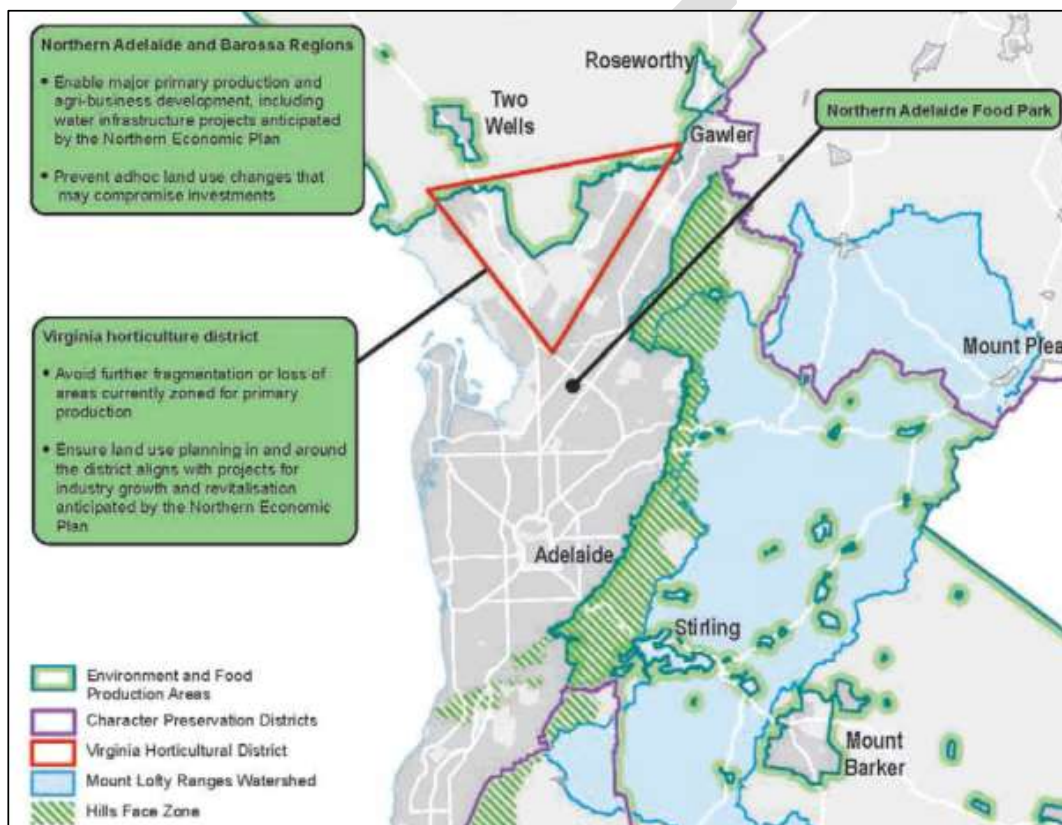 Northern Adelaide and Barossa Regions
• Enable major primary production and
agri-business development, including
water infrastructure projects anticipated
by the Northern Economic Plan
• Prevent adhoc land use changes that
may compromise investments
Roseworthy
Two
Wells
Gawler
Northern Adelaide Food Park
Virginia horticulture district
• Avoid further fragmentation or loss of
areas currently zoned for primary
production
• Ensure land use planning in and around
the district aligns with projects for
industry growth and revitalisation
anticipated by the Northern Economic
Plan
Mount Plea
Adelaide
Stirling
Mount
Barker
Environment and Food
Production Areas
Character Preservation Districts
Virginia Horticultural District
Mount Lofty Ranges Watershed
Hills Face Zone